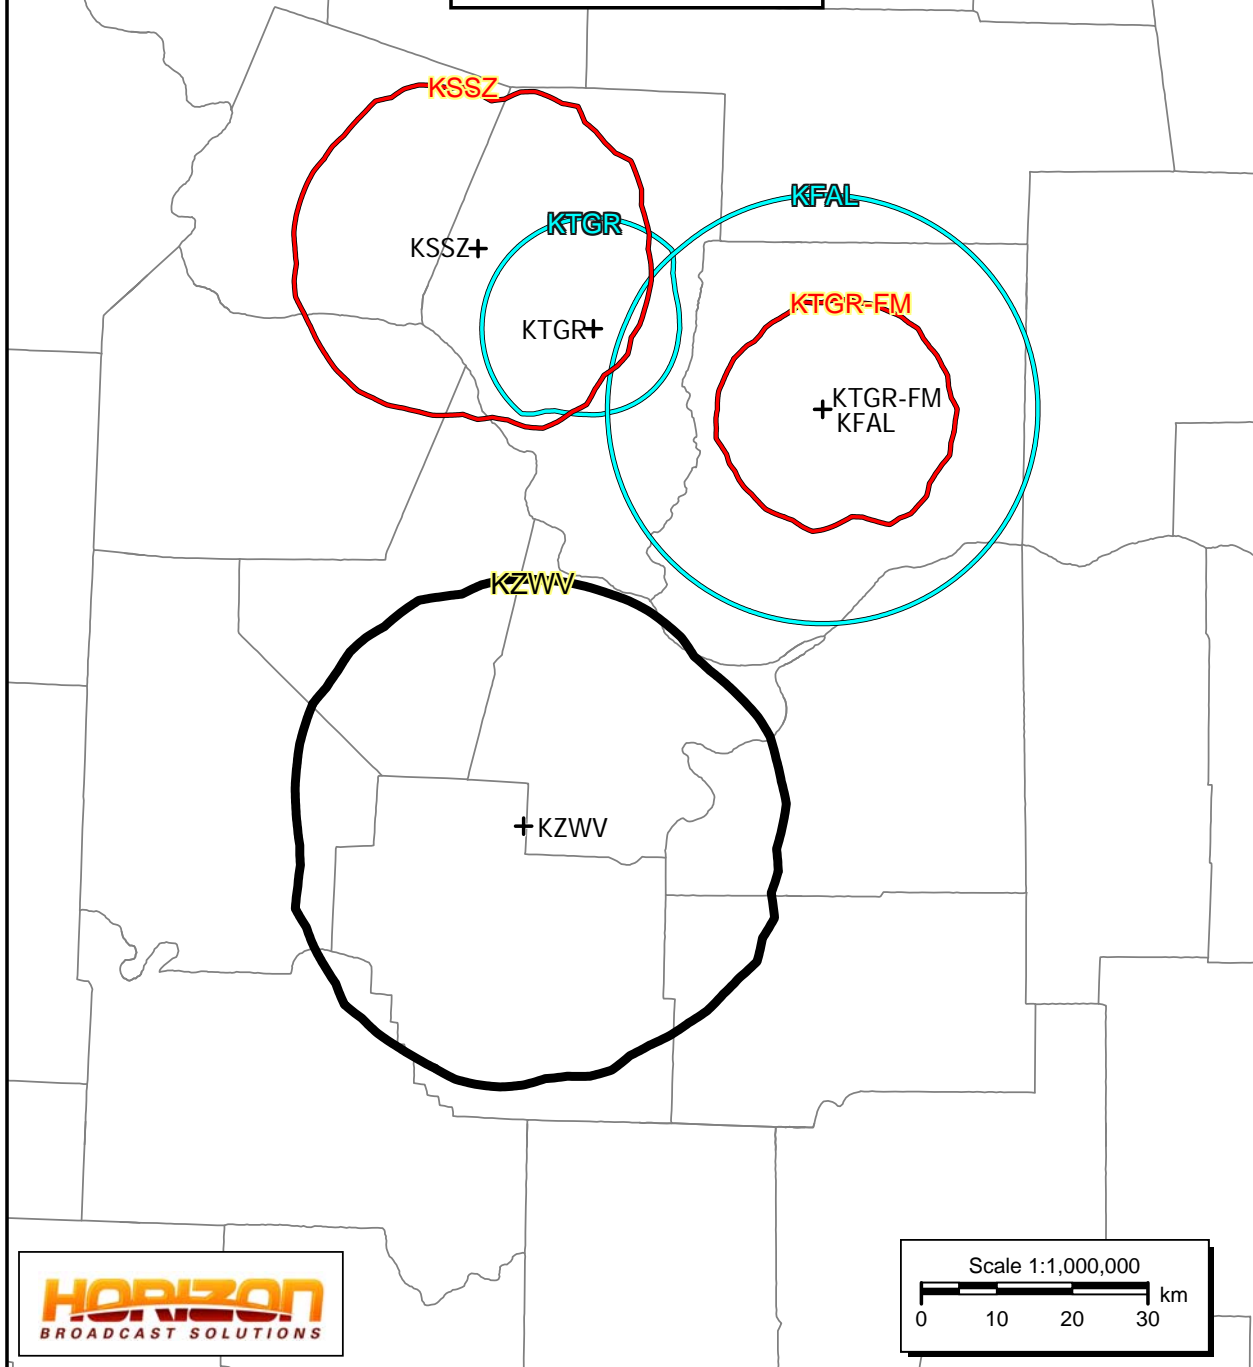 KSSZ
KFAL
KTGR
KSSZ
KTGR-FM
KTGR
KTGR-FM
KFAL
KZWV
KZWV
HORIZON
BROADCAST SOLUTIONS
Scale 1:1,000,000
km
0 10 20 30